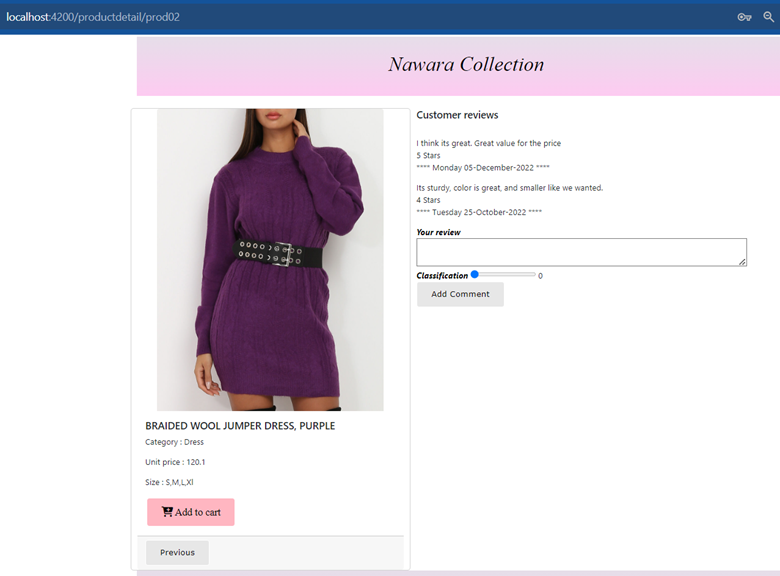 localhost:4200/productdetail/prod02
Nawara Collection
Customer reviews
I think its great. Great value for the price
5 Stars
**** Monday 05-December-2022 ****
Its sturdy, color is great, and smaller like we wanted.
4 Stars
**** Tuesday 25-October-2022 ****
Your review
Classification 0
Add Comment
BRAIDED WOOL JUMPER DRESS, PURPLE
Category : Dress
Unit price : 120.1
Size : S,M,L,Xl
Add to cart
Previous